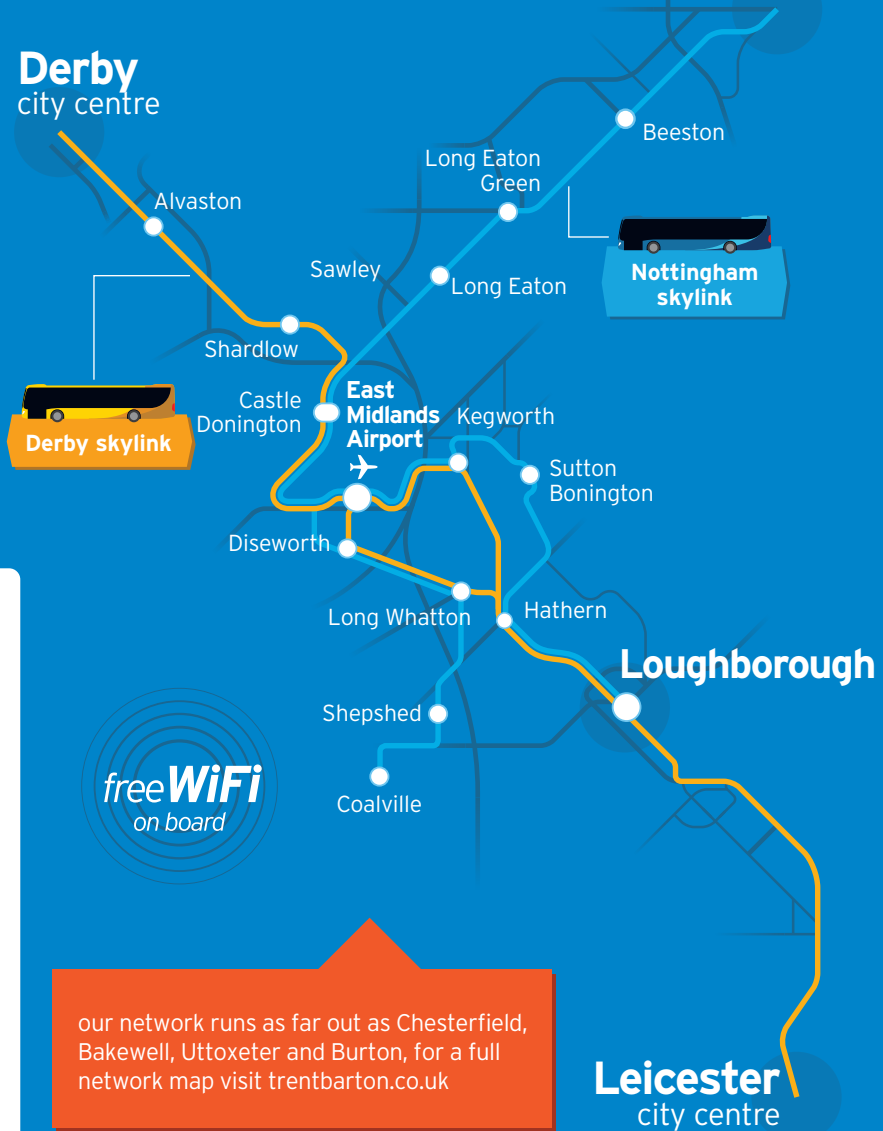 Derby
city centre
Beeston
Long Eaton
Green
Alvaston
Sawley
Long Eaton
Nottingham
skylink
Shardlow
Derby skylink
Castle
Donington
East
Midlands
Airport
Kegworth
Sutton
Bonington
Diseworth
Long Whatton
Hathern
Loughborough
Shepshed
Coalville
freeWiFi
on board
our network runs as far out as Chesterfield,
Bakewell, Uttoxeter and Burton, for a full
network map visit trentbarton.co.uk
Leicester
city centre